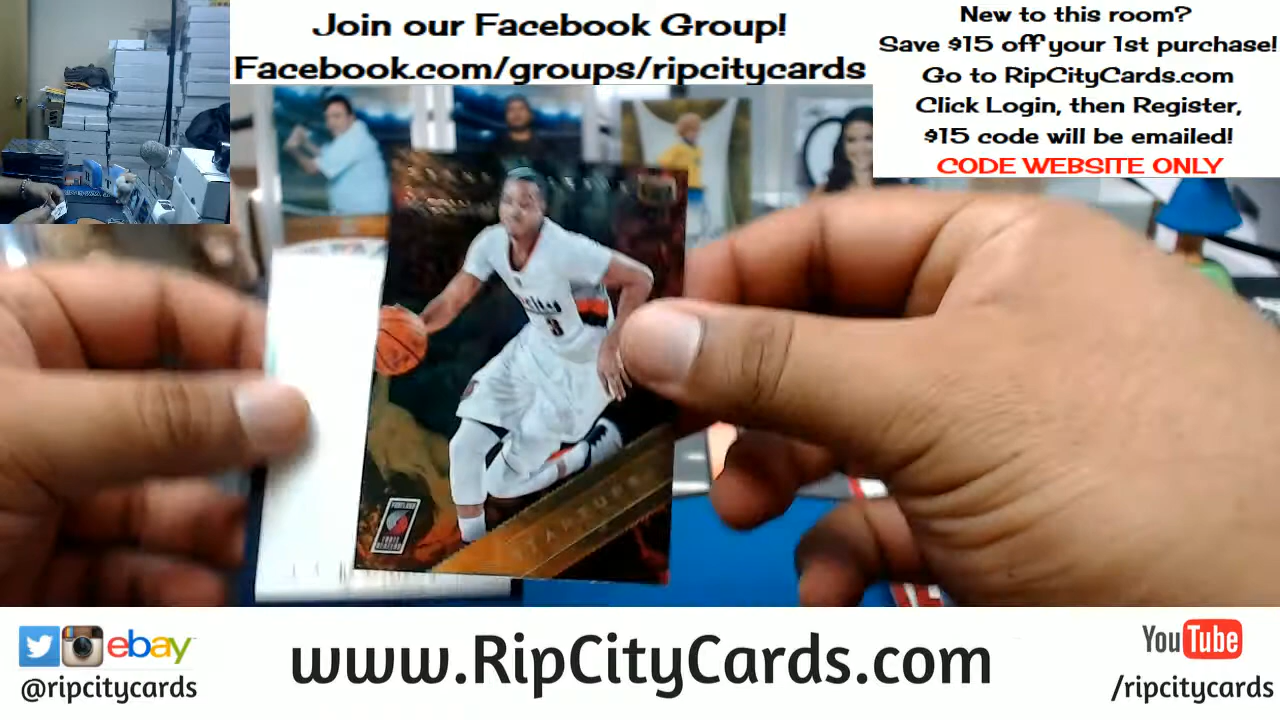 Join our Facebook Group!
Facebook.com/groups/ripcitycards
New to this room?
Save $15 off your 1st purchase!
Go to RipCityCards.com
Click Login, then Register,
$15 code will be emailed!
CODE WEBSITE ONLY
3
ebay
@ripcitycards
www.RipCityCards.com
YouTube
/ripcitycards